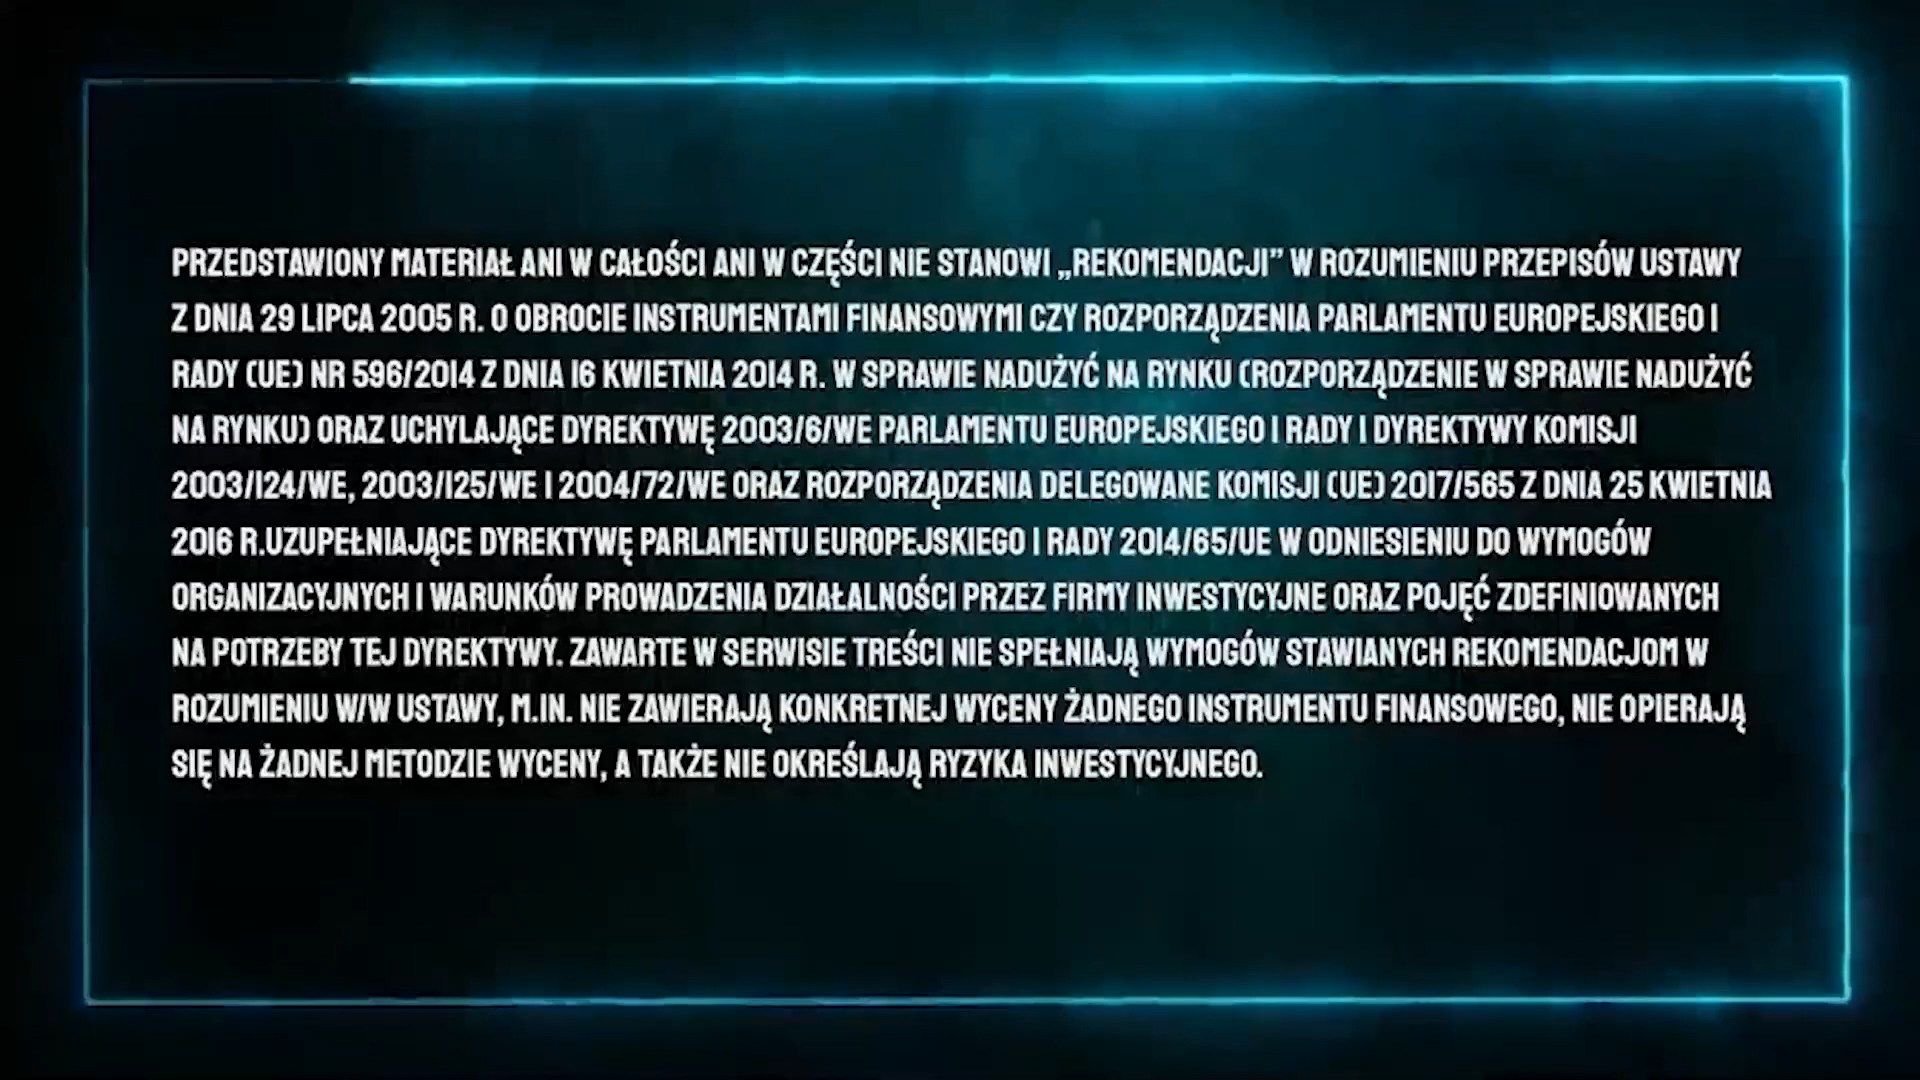 PRZEDSTAWIONY MATERIAŁ ANI W CAŁOŚCI ANI W CZĘŚCI NIE STANOWI „REKOMENDACJI” W ROZUMIENIU PRZEPISÓW USTAWY
Z DNIA 29 LIPCA 2005 R. O OBROCIE INSTRUMENTAMI FINANSOWYMI CZY ROZPORZĄDZENIA PARLAMENTU EUROPEJSKIEGO I
RADY (UE) NR 596/2014 Z DNIA 16 KWIETNIA 2014 R. W SPRAWIE NADUŻYĆ NA RYNKU (ROZPORZĄDZENIE W SPRAWIE NADUŻYĆ
NA RYNKU) ORAZ UCHYLAJĄCE DYREKTYWĘ 2003/6/WE PARLAMENTU EUROPEJSKIEGO I RADY I DYREKTYWY KOMISJI
2003/124/WE, 2003/125/WE I 2004/72/WE ORAZ ROZPORZĄDZENIA DELEGOWANE KOMISJI (UE) 2017/565 Z DNIA 25 KWIETNIA
2016 R.UZUPEŁNIAJĄCE DYREKTYWĘ PARLAMENTU EUROPEJSKIEGO I RADY 2014/65/UE W ODNIESIENIU DO WYMOGÓW
ORGANIZACYJNYCH I WARUNKÓW PROWADZENIA DZIAŁALNOŚCI PRZEZ FIRMY INWESTYCYJNE ORAZ POJĘĆ ZDEFINIOWANYCH
NA POTRZEBY TEJ DYREKTYWY. ZAWARTE W SERWISIE TREŚCI NIE SPEŁNIAJĄ WYMOGÓW STAWIANYCH REKOMENDACJOM W
ROZUMIENIU W/W USTAWY, M.IN. NIE ZAWIERAJĄ KONKRETNEJ WYCENY ŻADNEGO INSTRUMENTU FINANSOWEGO, NIE OPIERAJĄ
SIĘ NA ŻADNEJ METODZIE WYCENY, A TAKŻE NIE OKREŚLAJĄ RYZYKA INWESTYCYJNEGO.